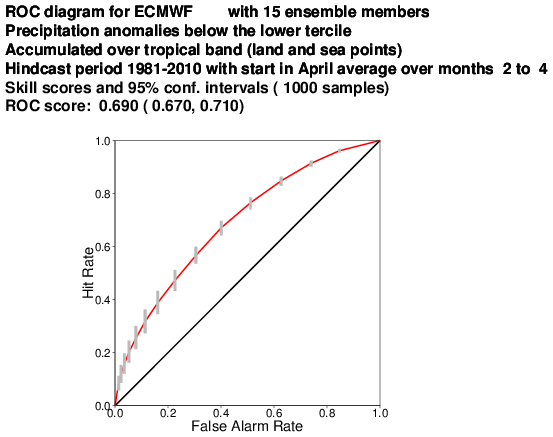 ROC diagram for ECMWF with 15 ensemble members
Precipitation anomalies below the lower tercile
Accumulated over tropical band (land and sea points)
Hindcast period 1981-2010 with start in April average over months 2 to 4
Skill scores and 95% conf. intervals ( 1000 samples)
ROC score: 0.690 ( 0.670, 0.710)
1.0
0.8
0.6
0.4
0.2
0.0
Hit Rate
0.0 0.2 0.4 0.6 0.8 1.0
False Alarm Rate